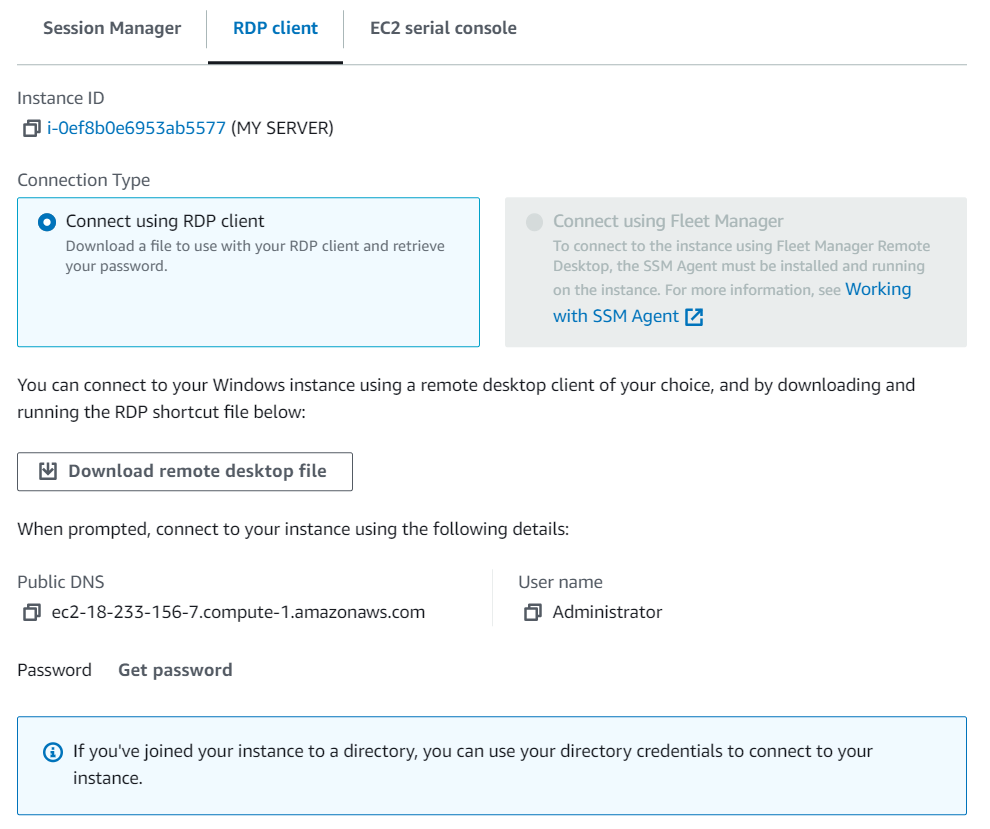 Session Manager
RDP client
EC2 serial console
Instance ID
i-0ef8b0e6953ab5577 (MY SERVER)
Connection Type
Connect using RDP client
Download a file to use with your RDP client and retrieve
your password.
Connect using Fleet Manager
To connect to the instance using Fleet Manager Remote
Desktop, the SSM Agent must be installed and running
on the instance. For more information, see Working
with SSM Agent
You can connect to your Windows instance using a remote desktop client of your choice, and by downloading and
running the RDP shortcut file below:
Download remote desktop file
When prompted, connect to your instance using the following details:
Public DNS
ec2-18-233-156-7.compute-1.amazonaws.com
User name
Administrator
Password Get password
If you've joined your instance to a directory, you can use your directory credentials to connect to your
instance.